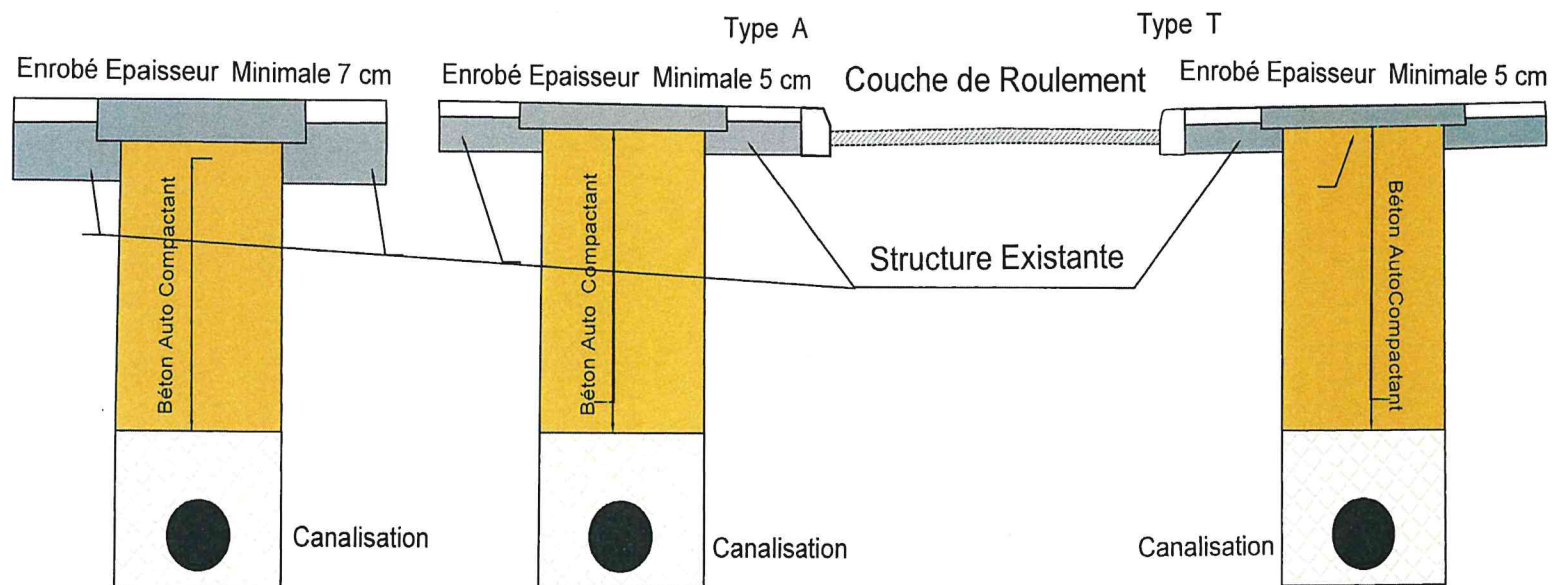 Type A
Type T
Enrobé Epaisseur Minimale 7 cm
Enrobé Epaisseur Minimale 5 cm
Couche de Roulement
Enrobé Epaisseur Minimale 5 cm
Béton Auto Compactant
Béton Auto Compactant
Béton AutoCompactant
Structure Existante
Canalisation
Canalisation
Canalisation